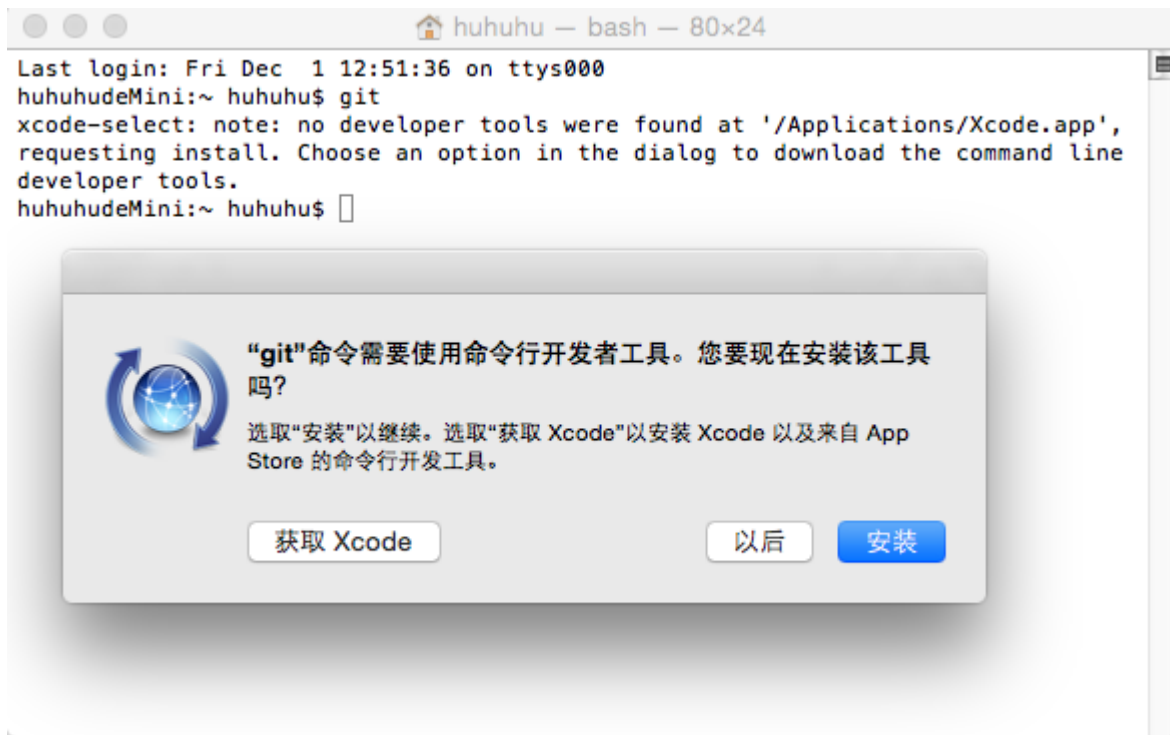 huhuhu — bash — 80×24
Last login: Fri Dec  1 12:51:36 on ttys000
huhuhudeMini:~ huhuhu$ git
xcode-select: note: no developer tools were found at '/Applications/Xcode.app',
requesting install. Choose an option in the dialog to download the command line
developer tools.
huhuhudeMini:~ huhuhu$
“git”命令需要使用命令行开发者工具。您要现在安装该工具
吗?
选取“安装”以继续。选取“获取 Xcode”以安装 Xcode 以及来自 App
Store 的命令行开发工具。
获取 Xcode 以后 安装